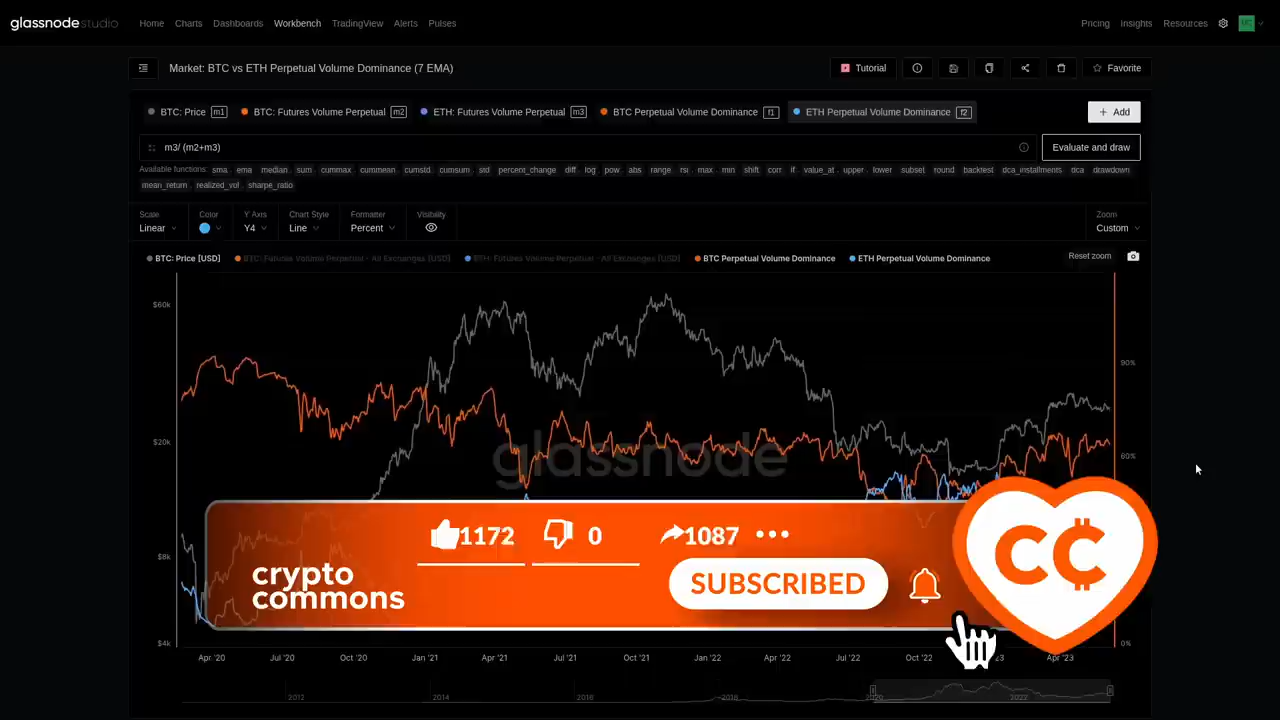 glassnode studio Home Charts Dashboards Workbench TradingView Alerts Pulses Pricing Insights Resources
Market: BTC vs ETH Perpetual Volume Dominance (7 EMA) Tutorial Favorite
BTC: Price m1 BTC: Futures Volume Perpetual m2 ETH: Futures Volume Perpetual m3 BTC Perpetual Volume Dominance f1 ETH Perpetual Volume Dominance f2 + Add
m3/ (m2+m3) Evaluate and draw
Available functions: sma ema median sum cummax cummean cumstd cumsum std percent_change diff log pow abs range rsi max min shift corr if value_at upper lower subset round backtest dca_installments dca drawdown
mean_return realized_vol sharpe_ratio
Scale Color Y Axis Chart Style Formatter Visibility Zoom
Linear Y4 Line Percent Custom
BTC: Price [USD] BTC: Futures Volume Perpetual - All Exchanges [USD] ETH: Futures Volume Perpetual - All Exchanges [USD] BTC Perpetual Volume Dominance ETH Perpetual Volume Dominance Reset zoom
$60k
90%
$20k
60%
glassnode
1172 0 1087
$8k
crypto
commons
SUBSCRIBED
CC
$4k 0%
Apr '20 Jul '20 Oct '20 Jan '21 Apr '21 Jul '21 Oct '21 Jan '22 Apr '22 Jul '22 Oct '22 Apr '23
2012 2014 2016 2018 2020 2022